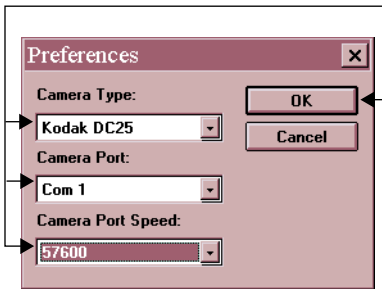 Preferences
Camera Type:
OK
Kodak DC25
Cancel
Camera Port:
Com 1
Camera Port Speed:
57600